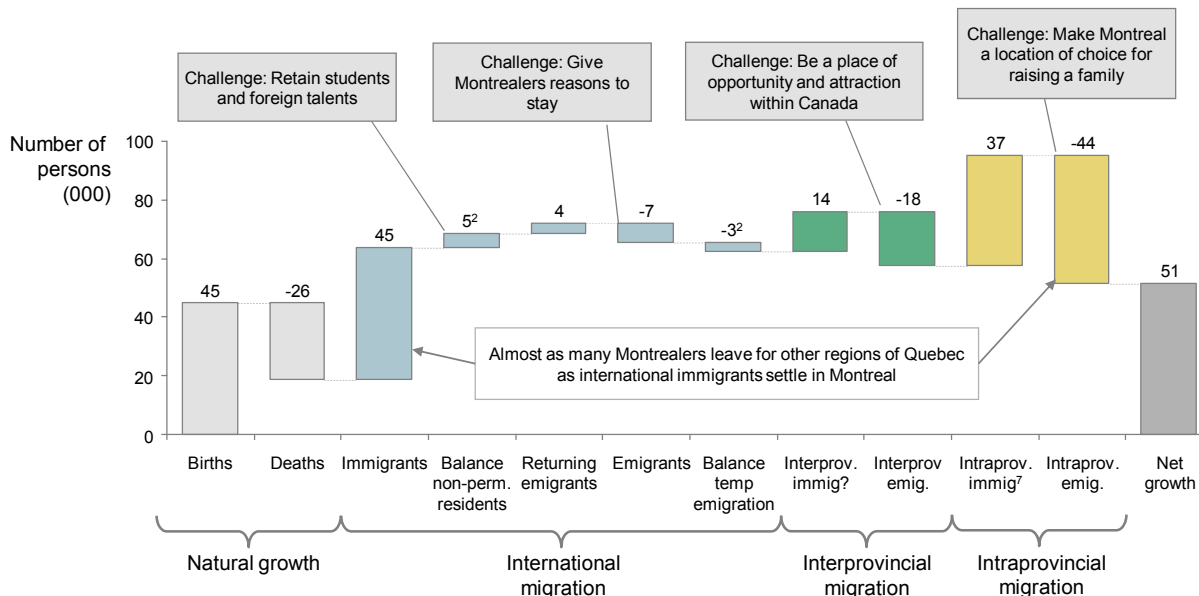 Challenge: Retain students
and foreign talents
Challenge: Give
Montrealers reasons to
stay
Challenge: Be a place of
opportunity and attraction
within Canada
Challenge: Make Montreal
a location of choice for
raising a family
Number of
persons
(000)
100
80
60
40
20
0
45
-26
45
5²
4
-7
-3²
14
-18
37
-44
51
Almost as many Montrealers leave for other regions of Quebec
as international immigrants settle in Montreal
Births
Deaths
Immigrants
Balance
non-perm.
residents
Returning
emigrants
Emigrants
Balance
temp
emigration
Interprov.
immig?
Interprov
emig.
Intraprov.
immig⁷
Intraprov.
emig.
Net
growth
Natural growth
International
migration
Interprovincial
migration
Intraprovincial
migration